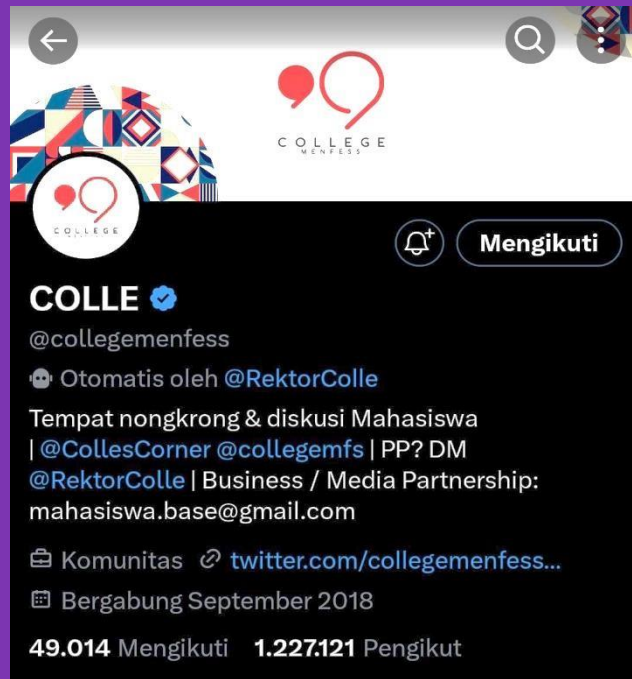 COLLEGE
MENFESS
COLLEGE
Mengikuti
COLLE
@collegemenfess
Otomatis oleh @RektorColle
Tempat nongkrong & diskusi Mahasiswa
| @CollesCorner @collegemfs | PP? DM
@RektorColle | Business / Media Partnership:
mahasiswa.base@gmail.com
Komunitas twitter.com/collegemenfess...
Bergabung September 2018
49.014 Mengikuti 1.227.121 Pengikut